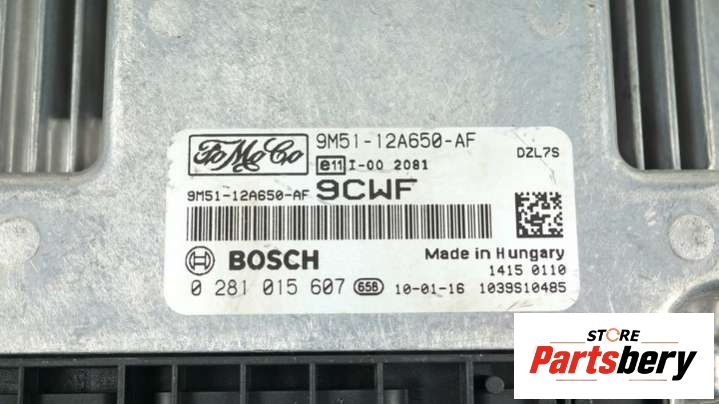 FoMoCo 9M51-12A650-AF
DZL7S
e11 I-00 2081
9M51-12A650-AF 9CWF
BOSCH
Made in Hungary
1415 0110
0 281 015 607 658 10-01-16 1039S10485
STORE
Partsbery